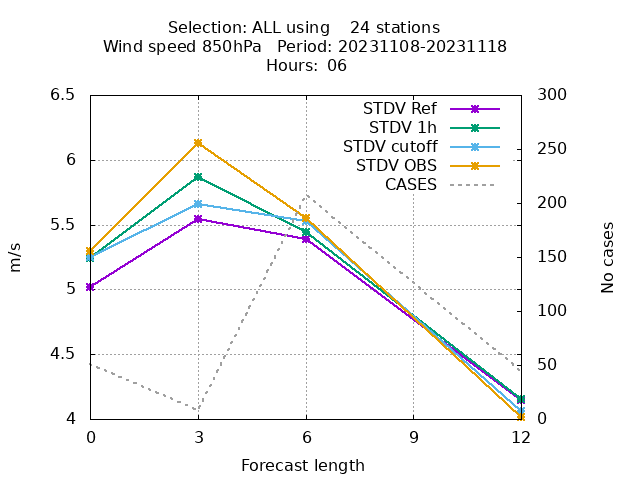 Selection: ALL using    24 stations
Wind speed 850hPa   Period: 20231108-20231118
Hours: 06
6.5
6
5.5
5
4.5
4
m/s
STDV Ref
STDV 1h
STDV cutoff
STDV OBS
CASES
300
250
200
150
100
50
0
No cases
0 3 6 9 12
Forecast length